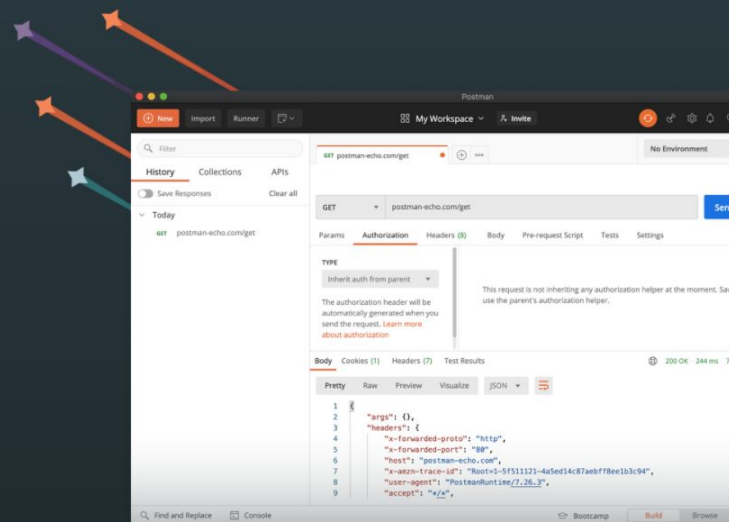 Postman
New Import Runner My Workspace Invite
Filter
GET postman-echo.com/get
No Environment
History Collections APIs
Save Responses Clear all
Today
GET postman-echo.com/get
GET postman-echo.com/get
Params Authorization Headers (8) Body Pre-request Script Tests Settings
TYPE
Inherit auth from parent
The authorization header will be
automatically generated when you
send the request. Learn more
about authorization
This request is not inheriting any authorization helper at the moment.
use the parent's authorization helper.
Body Cookies (1) Headers (7) Test Results
200 OK 244 ms
Pretty Raw Preview Visualize JSON
1 {
2 "args": {},
3 "headers": {
4 "x-forwarded-proto": "http",
5 "x-forwarded-port": "80",
6 "host": "postman-echo.com",
7 "x-amzn-trace-id": "Root=1-5f511121-4a5ed14c87aebff8ee1b3c94",
8 "user-agent": "PostmanRuntime/7.26.3",
9 "accept": "*/*",
Find and Replace Console Bootcamp Build Browse